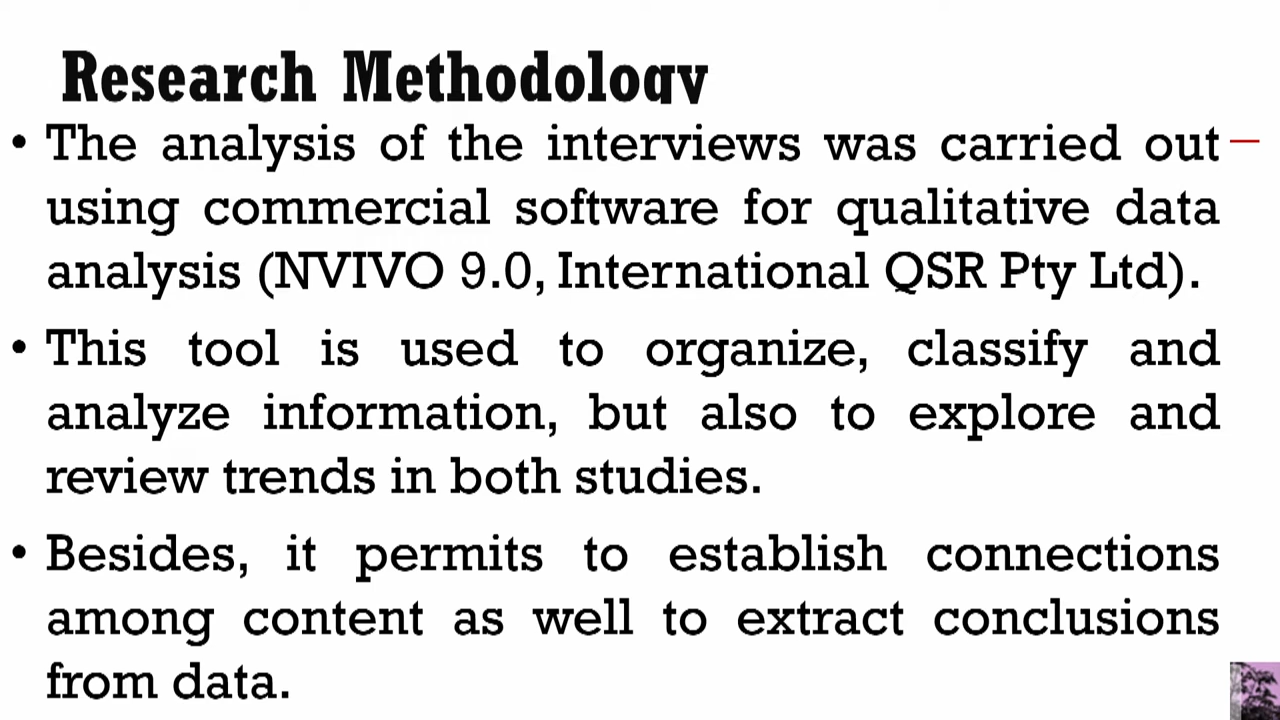 Research Methodology
• The analysis of the interviews was carried out
using commercial software for qualitative data
analysis (NVIVO 9.0, International QSR Pty Ltd).
• This tool is used to organize, classify and
analyze information, but also to explore and
review trends in both studies.
• Besides, it permits to establish connections
among content as well to extract conclusions
from data.